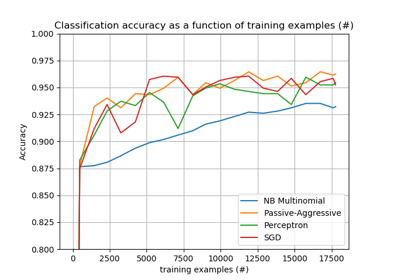 Classification accuracy as a function of training examples (#)
1.000
0.975
0.950
0.925
0.900
0.875
0.850
0.825
0.800
Accuracy
NB Multinomial
Passive-Aggressive
Perceptron
SGD
0 2500 5000 7500 10000 12500 15000 17500
training examples (#)